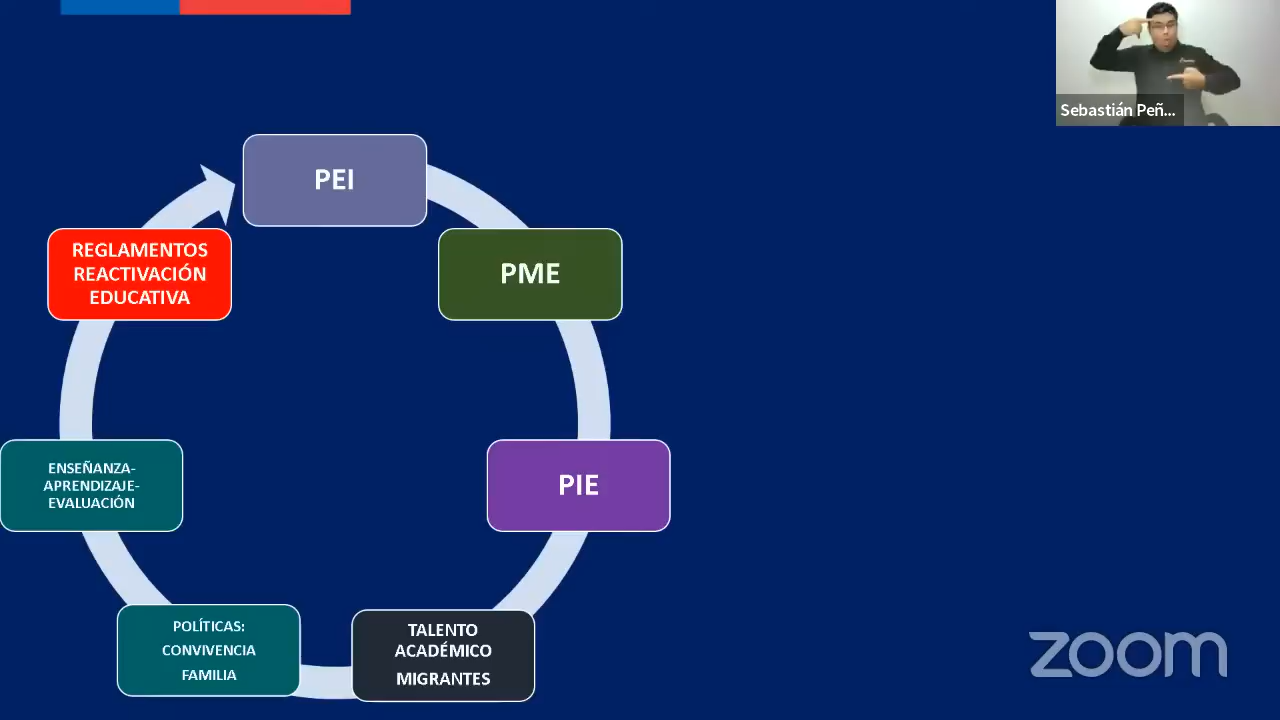 Sebastián Peñ...
PEI
REGLAMENTOS
REACTIVACIÓN
EDUCATIVA
PME
ENSEÑANZA-
APRENDIZAJE-
EVALUACIÓN
PIE
POLÍTICAS:
CONVIVENCIA
FAMILIA
TALENTO
ACADÉMICO
MIGRANTES
zoom